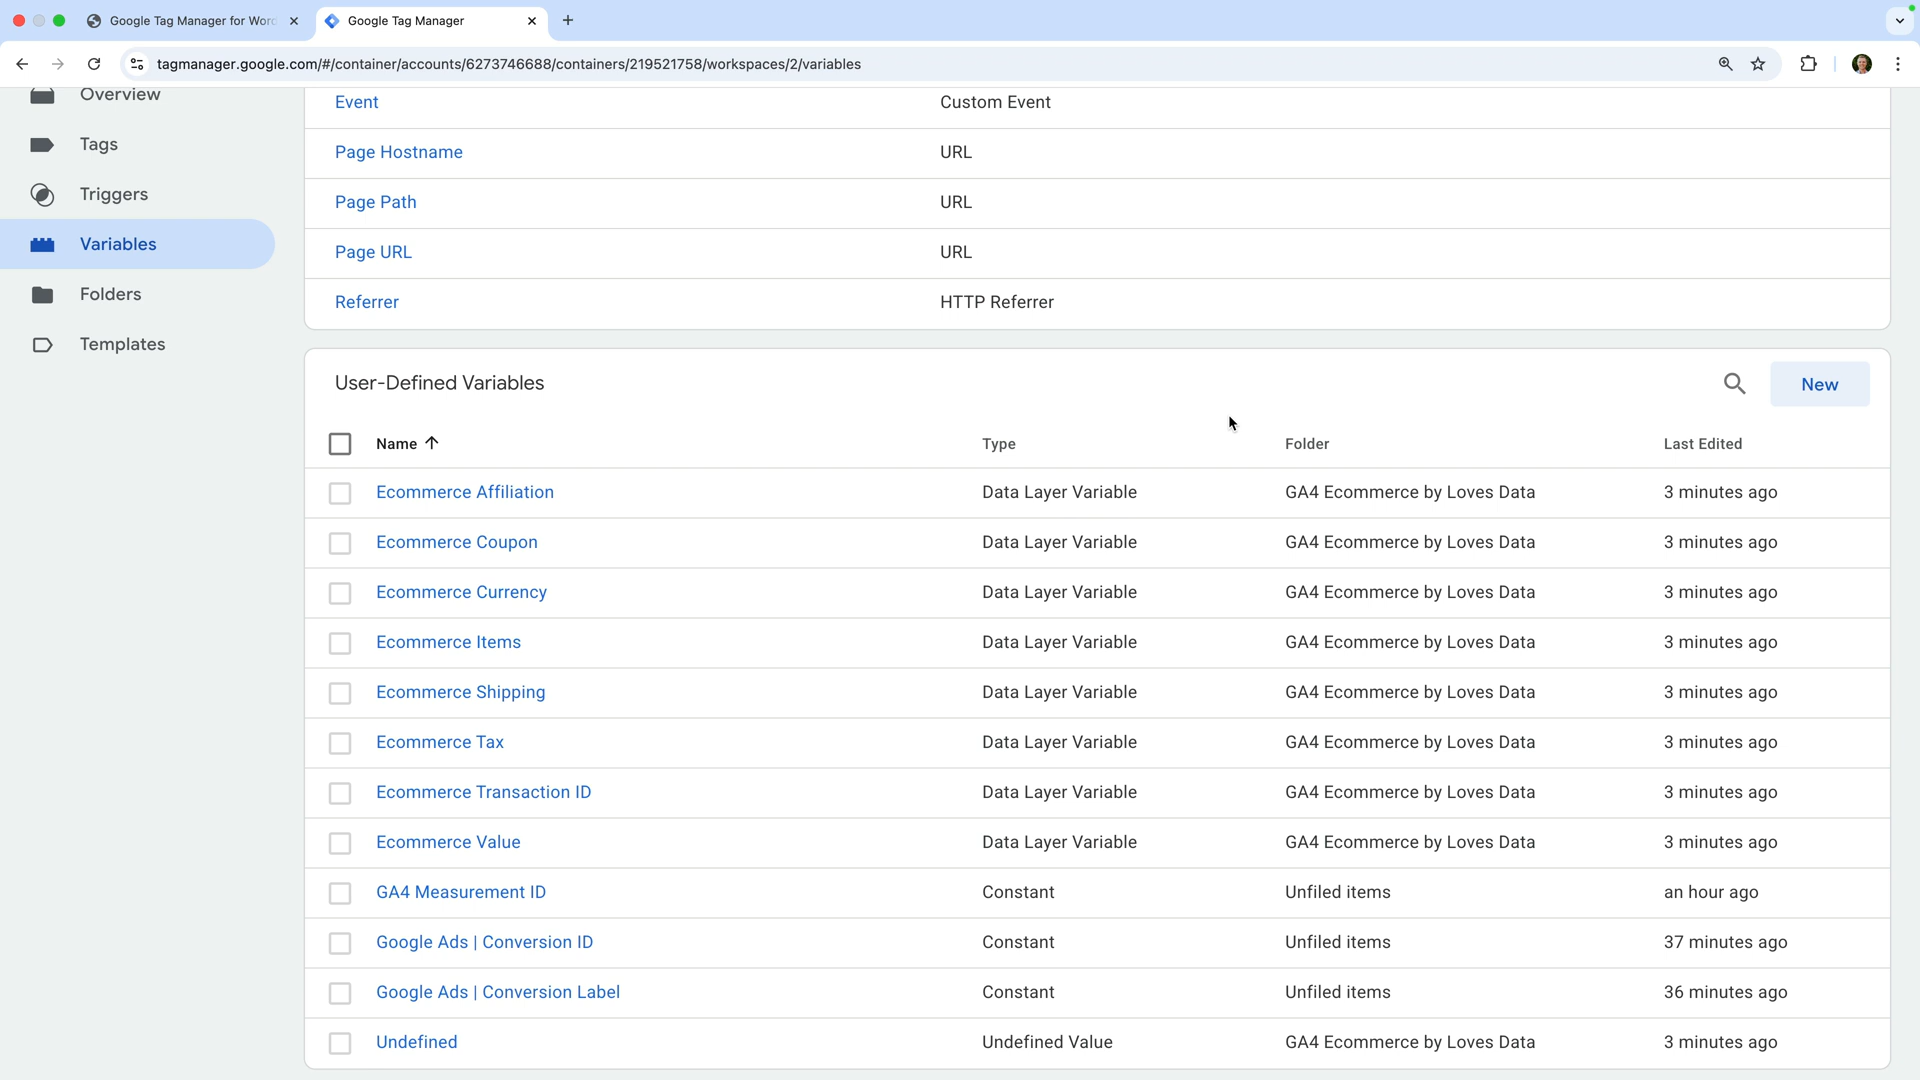 Google Tag Manager for Word
Google Tag Manager
tagmanager.google.com/#/container/accounts/6273746688/containers/219521758/workspaces/2/variables
Overview
Tags
Triggers
Variables
Folders
Templates
Event Custom Event
Page Hostname URL
Page Path URL
Page URL URL
Referrer HTTP Referrer
User-Defined Variables
New
Name Type Folder Last Edited
Ecommerce Affiliation Data Layer Variable GA4 Ecommerce by Loves Data 3 minutes ago
Ecommerce Coupon Data Layer Variable GA4 Ecommerce by Loves Data 3 minutes ago
Ecommerce Currency Data Layer Variable GA4 Ecommerce by Loves Data 3 minutes ago
Ecommerce Items Data Layer Variable GA4 Ecommerce by Loves Data 3 minutes ago
Ecommerce Shipping Data Layer Variable GA4 Ecommerce by Loves Data 3 minutes ago
Ecommerce Tax Data Layer Variable GA4 Ecommerce by Loves Data 3 minutes ago
Ecommerce Transaction ID Data Layer Variable GA4 Ecommerce by Loves Data 3 minutes ago
Ecommerce Value Data Layer Variable GA4 Ecommerce by Loves Data 3 minutes ago
GA4 Measurement ID Constant Unfiled items an hour ago
Google Ads | Conversion ID Constant Unfiled items 37 minutes ago
Google Ads | Conversion Label Constant Unfiled items 36 minutes ago
Undefined Undefined Value GA4 Ecommerce by Loves Data 3 minutes ago